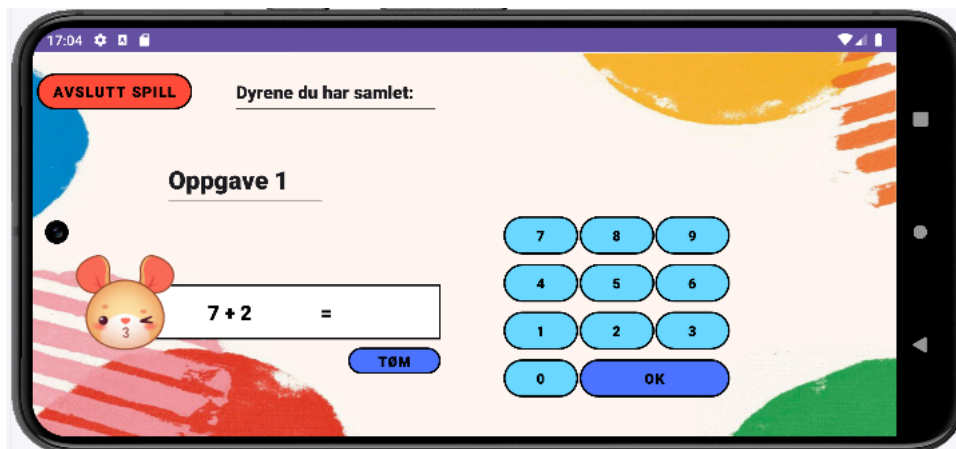 17:04
AVSLUTT SPILL
Dyrene du har samlet:
Oppgave 1
7 + 2 =
TØM
7 8 9
4 5 6
1 2 3
0 OK